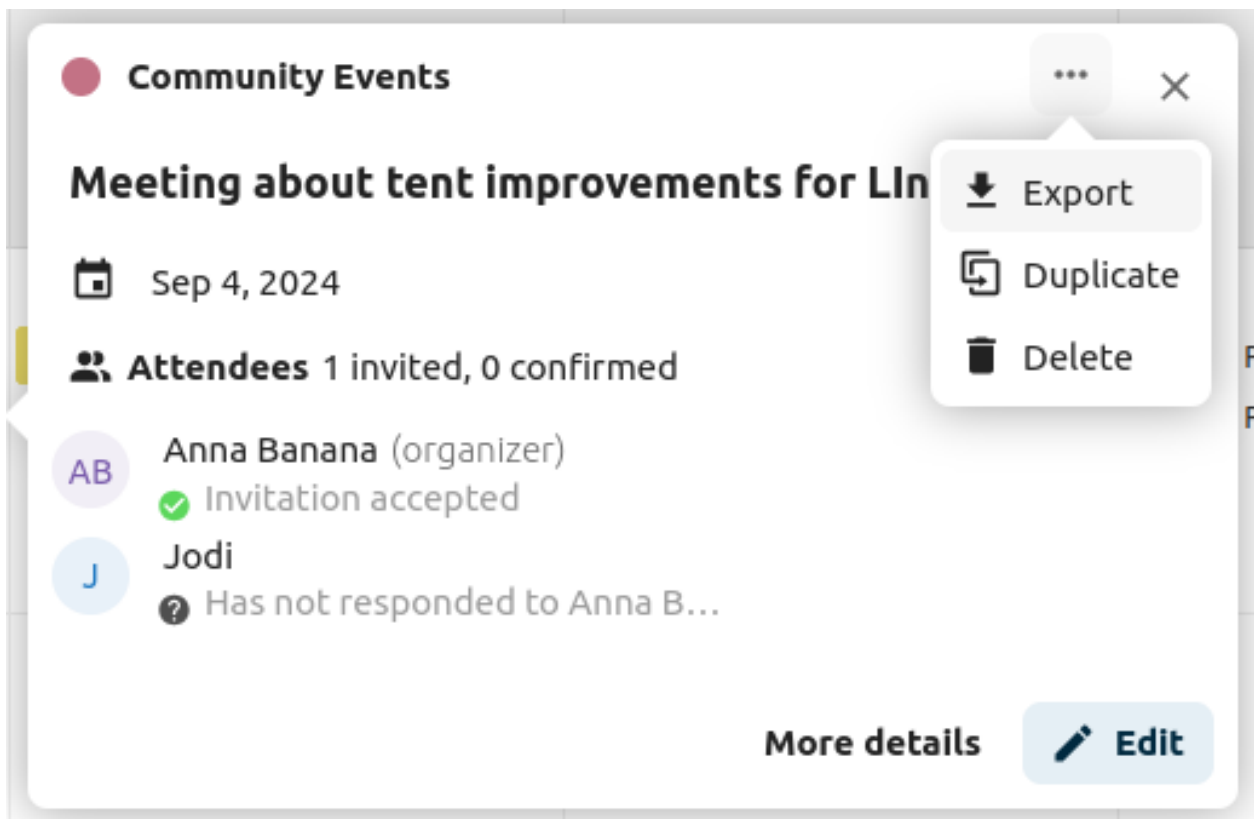 Community Events
Meeting about tent improvements for LIn
Export
Sep 4, 2024
Duplicate
Attendees 1 invited, 0 confirmed
Delete
AB
Anna Banana (organizer)
Invitation accepted
J
Jodi
Has not responded to Anna B...
More details
Edit